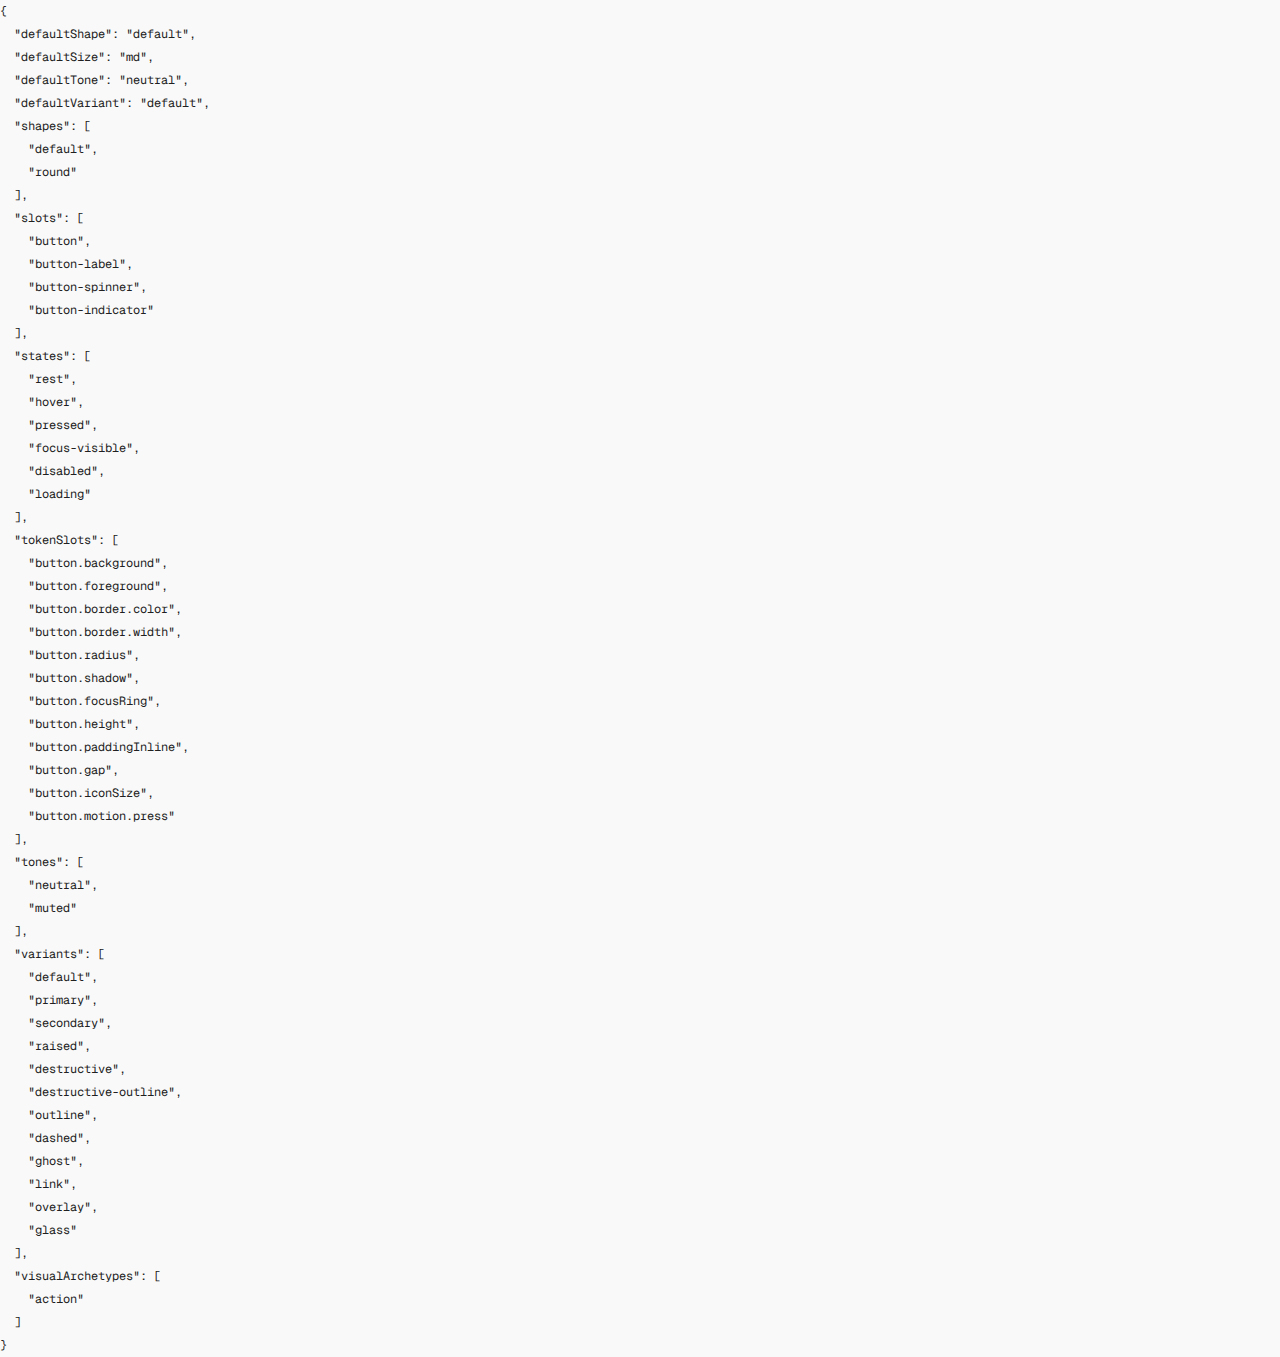 {
  "defaultShape": "default",
  "defaultSize": "md",
  "defaultTone": "neutral",
  "defaultVariant": "default",
  "shapes": [
    "default",
    "round"
  ],
  "slots": [
    "button",
    "button-label",
    "button-spinner",
    "button-indicator"
  ],
  "states": [
    "rest",
    "hover",
    "pressed",
    "focus-visible",
    "disabled",
    "loading"
  ],
  "tokenSlots": [
    "button.background",
    "button.foreground",
    "button.border.color",
    "button.border.width",
    "button.radius",
    "button.shadow",
    "button.focusRing",
    "button.height",
    "button.paddingInline",
    "button.gap",
    "button.iconSize",
    "button.motion.press"
  ],
  "tones": [
    "neutral",
    "muted"
  ],
  "variants": [
    "default",
    "primary",
    "secondary",
    "raised",
    "destructive",
    "destructive-outline",
    "outline",
    "dashed",
    "ghost",
    "link",
    "overlay",
    "glass"
  ],
  "visualArchetypes": [
    "action"
  ]
}